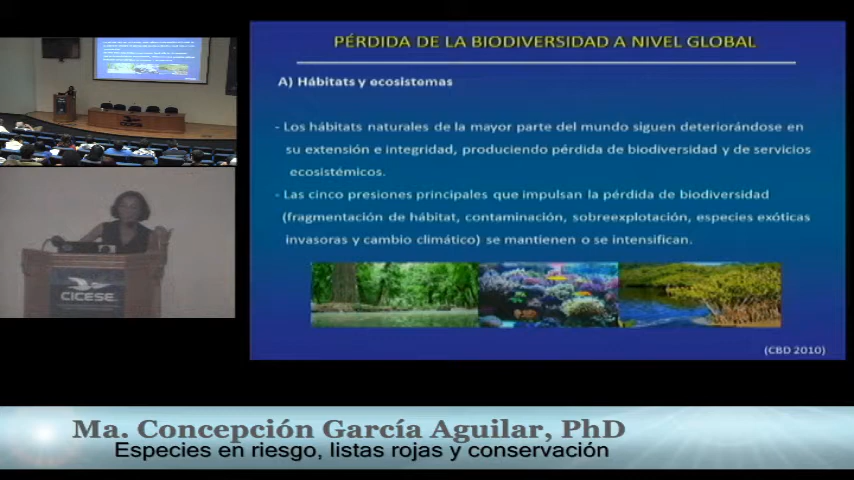 PÉRDIDA DE LA BIODIVERSIDAD A NIVEL GLOBAL
A) Hábitats y ecosistemas
- Los hábitats naturales de la mayor parte del mundo siguen deteriorándose en
su extensión e integridad, produciendo pérdida de biodiversidad y de servicios
ecosistémicos.
- Las cinco presiones principales que impulsan la pérdida de biodiversidad
(fragmentación de hábitat, contaminación, sobreexplotación, especies exóticas
invasoras y cambio climático) se mantienen o se intensifican.
(CBD 2010)
CICESE
Ma. Concepción García Aguilar, PhD
Especies en riesgo, listas rojas y conservación